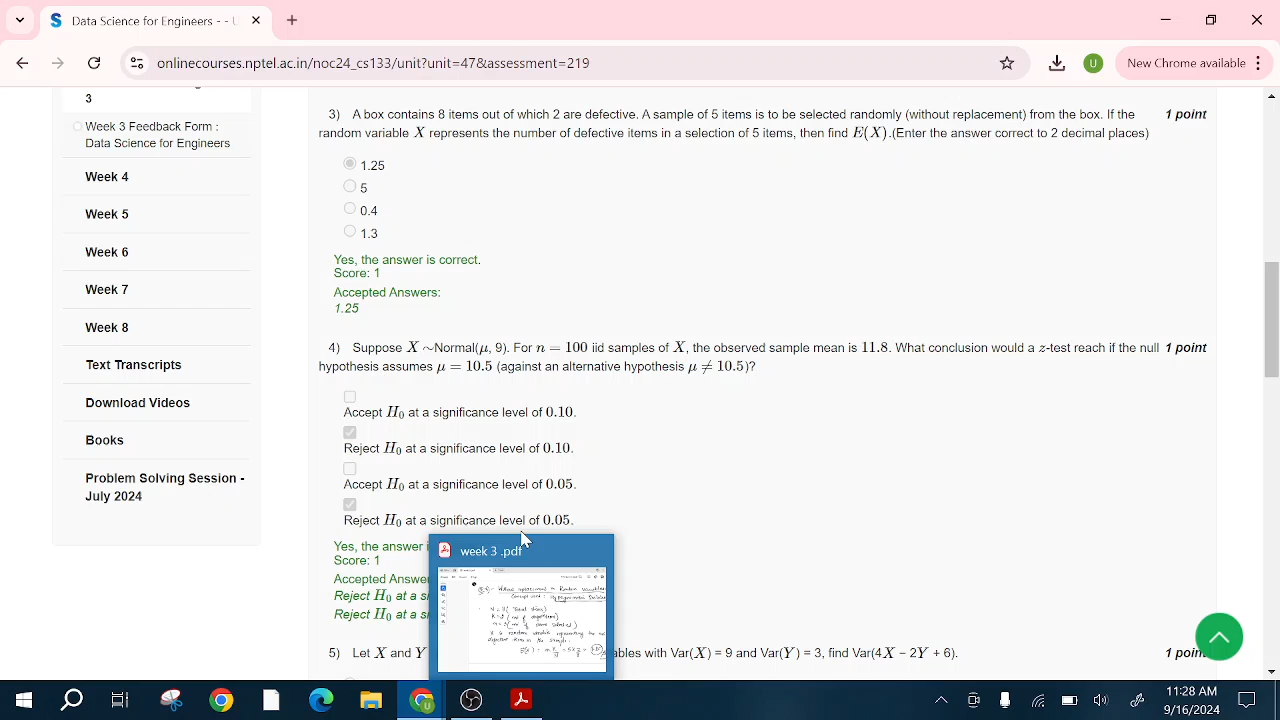 Data Science for Engineers - - U
onlinecourses.nptel.ac.in/noc24_cs137/unit?unit=47&assessment=219
U
New Chrome available
3
Week 3 Feedback Form :
Data Science for Engineers
Week 4
Week 5
Week 6
Week 7
Week 8
Text Transcripts
Download Videos
Books
Problem Solving Session -
July 2024
3) A box contains 8 items out of which 2 are defective. A sample of 5 items is to be selected randomly (without replacement) from the box. If the 1 point
random variable X represents the number of defective items in a selection of 5 items, then find E(X).(Enter the answer correct to 2 decimal places)
1.25
5
0.4
1.3
Yes, the answer is correct.
Score: 1
Accepted Answers:
1.25
4) Suppose X ∼Normal(μ, 9). For n = 100 iid samples of X, the observed sample mean is 11.8. What conclusion would a z-test reach if the null 1 point
hypothesis assumes μ = 10.5 (against an alternative hypothesis μ ≠ 10.5)?
Accept H₀ at a significance level of 0.10.
Reject H₀ at a significance level of 0.10.
Accept H₀ at a significance level of 0.05.
Reject H₀ at a significance level of 0.05.
Yes, the answer i
Score: 1
Accepted Answer
Reject H₀ at a s
Reject H₀ at a s
week 3 .pdf
5) Let X and Y ables with Var(X) = 9 and Var(Y) = 3, find Var(4X − 2Y + 6). 1 point
U
11:28 AM
9/16/2024